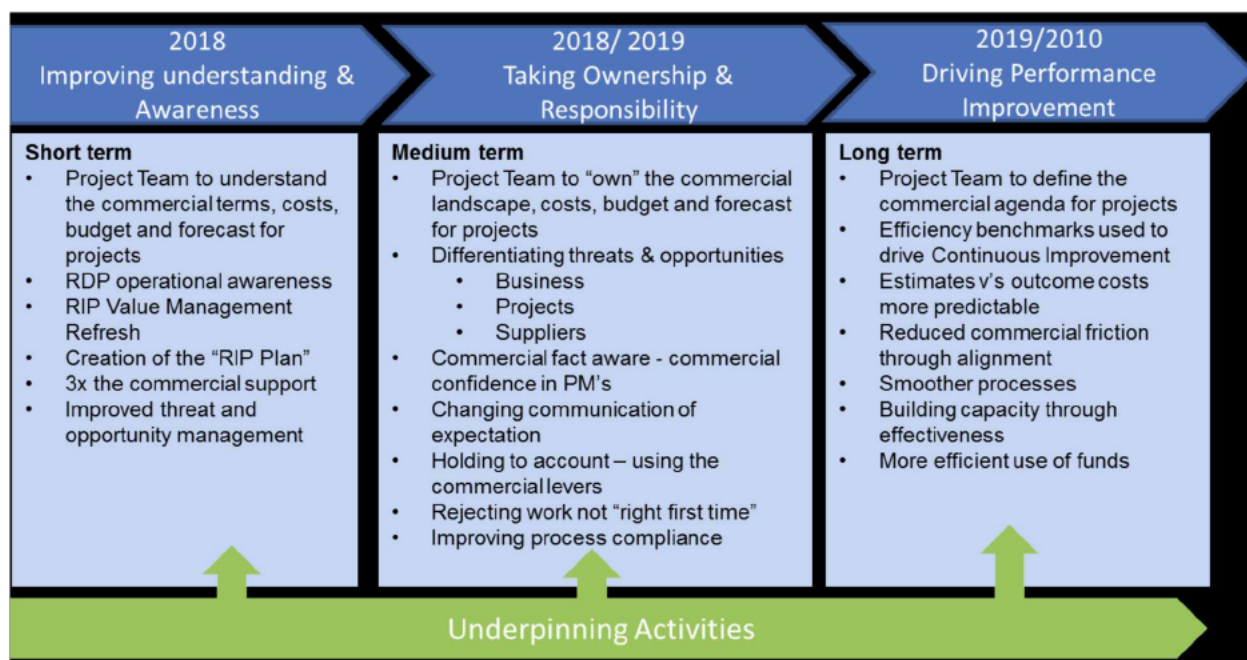 2018
Improving understanding &
Awareness
2018/ 2019
Taking Ownership &
Responsibility
2019/2010
Driving Performance
Improvement
Short term
• Project Team to understand
the commercial terms, costs,
budget and forecast for
projects
• RDP operational awareness
• RIP Value Management
Refresh
• Creation of the “RIP Plan”
• 3x the commercial support
• Improved threat and
opportunity management
Medium term
• Project Team to “own” the commercial
landscape, costs, budget and forecast
for projects
• Differentiating threats & opportunities
• Business
• Projects
• Suppliers
• Commercial fact aware - commercial
confidence in PM’s
• Changing communication of
expectation
• Holding to account – using the
commercial levers
• Rejecting work not “right first time”
• Improving process compliance
Long term
• Project Team to define the
commercial agenda for projects
• Efficiency benchmarks used to
drive Continuous Improvement
• Estimates v’s outcome costs
more predictable
• Reduced commercial friction
through alignment
• Smoother processes
• Building capacity through
effectiveness
• More efficient use of funds
Underpinning Activities